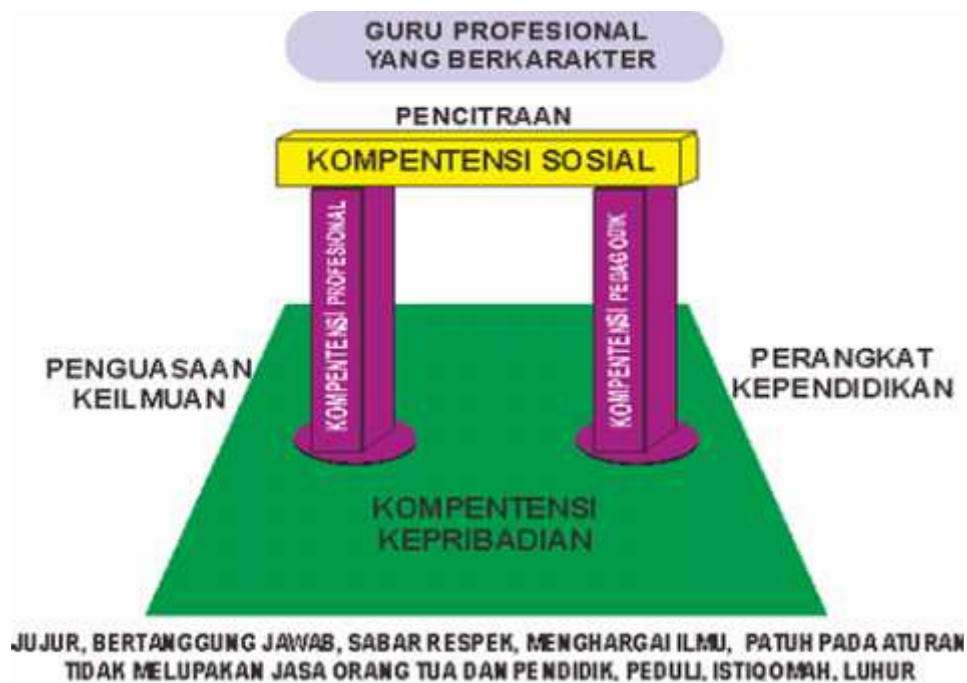 GURU PROFESIONAL
YANG BERKARAKTER
PENCITRAAN
KOMPENTENSI SOSIAL
KOMPENTENSI PROFESIONAL
KOMPENTENSI PEDAGODIK
PENGUASAAN
KEILMUAN
PERANGKAT
KEPENDIDIKAN
KOMPENTENSI
KEPRIBADIAN
JUJUR, BERTANGGUNG JAWAB, SABAR RESPEK, MENGHARGAI ILMU, PATUH PADA ATURAN
TIDAK MELUPAKAN JASA ORANG TUA DAN PENDIDIK, PEDULI, ISTIQOMAH, LUHUR